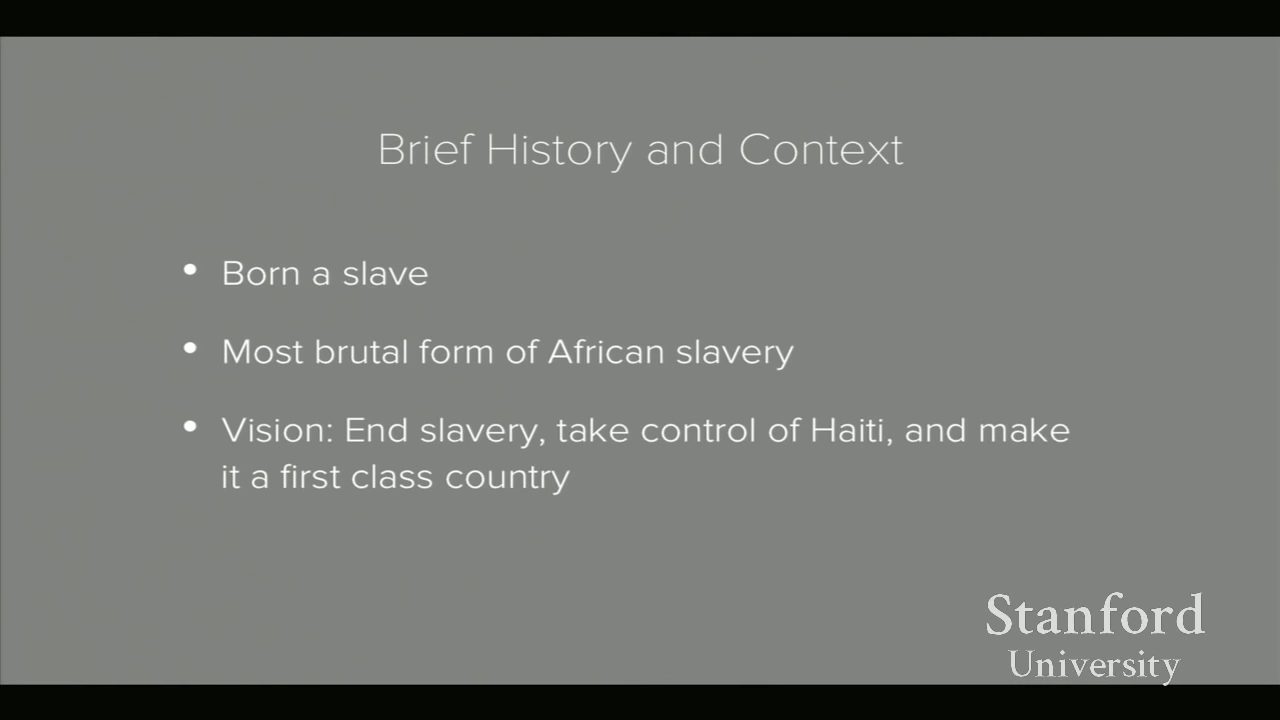 Brief History and Context
• Born a slave
• Most brutal form of African slavery
• Vision: End slavery, take control of Haiti, and make
it a first class country
Stanford
University